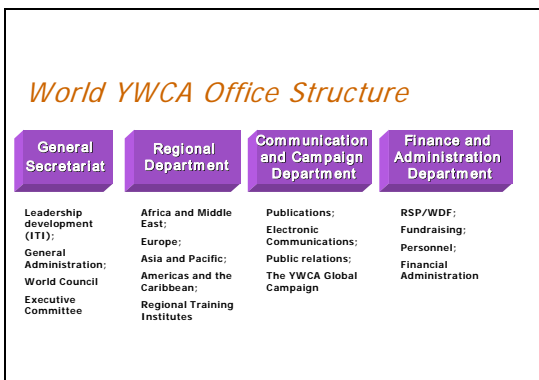 World YWCA Office Structure
General
Secretariat
Regional
Department
Communication
and Campaign
Department
Finance and
Administration
Department
Leadership
development
(ITI);
General
Administration;
World Council
Executive
Committee
Africa and Middle
East;
Europe;
Asia and Pacific;
Americas and the
Caribbean;
Regional Training
Institutes
Publications;
Electronic
Communications;
Public relations;
The YWCA Global
Campaign
RSP/WDF;
Fundraising;
Personnel;
Financial
Administration